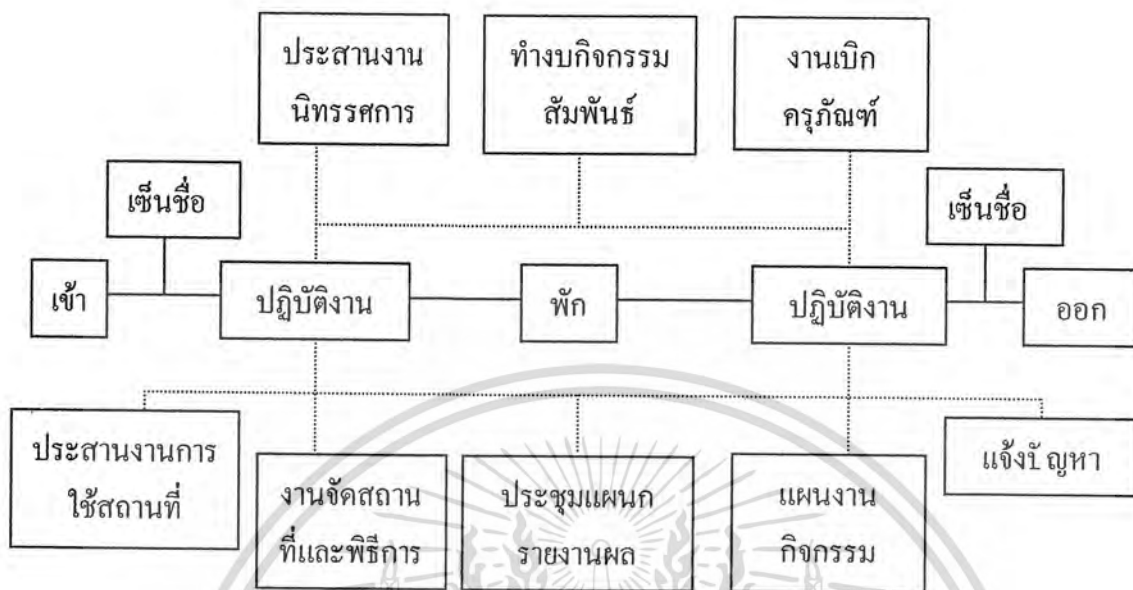 ประสานงาน
นิทรรศการ
ทำงบกิจกรรม
สัมพันธ์
งานเบิก
ครุภัณฑ์
เซ็นชื่อ
เซ็นชื่อ
เข้า
ปฏิบัติงาน
พัก
ปฏิบัติงาน
ออก
ประสานงานการ
ใช้สถานที่
งานจัดสถาน
ที่และพิธีการ
ประชุมแผนก
รายงานผล
แผนงาน
กิจกรรม
แจ้งปัญหา